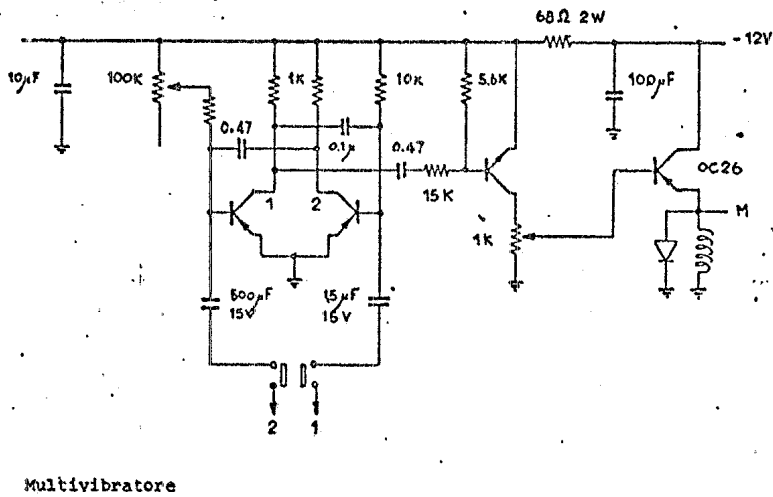 68Ω 2W
-12V
10µF
100K
1K
10K
5.6K
100µF
0.47
0.1µ
0.47
15K
OC26
1
2
M
1K
500µF
15V
15µF
15V
2
1
Multivibratore